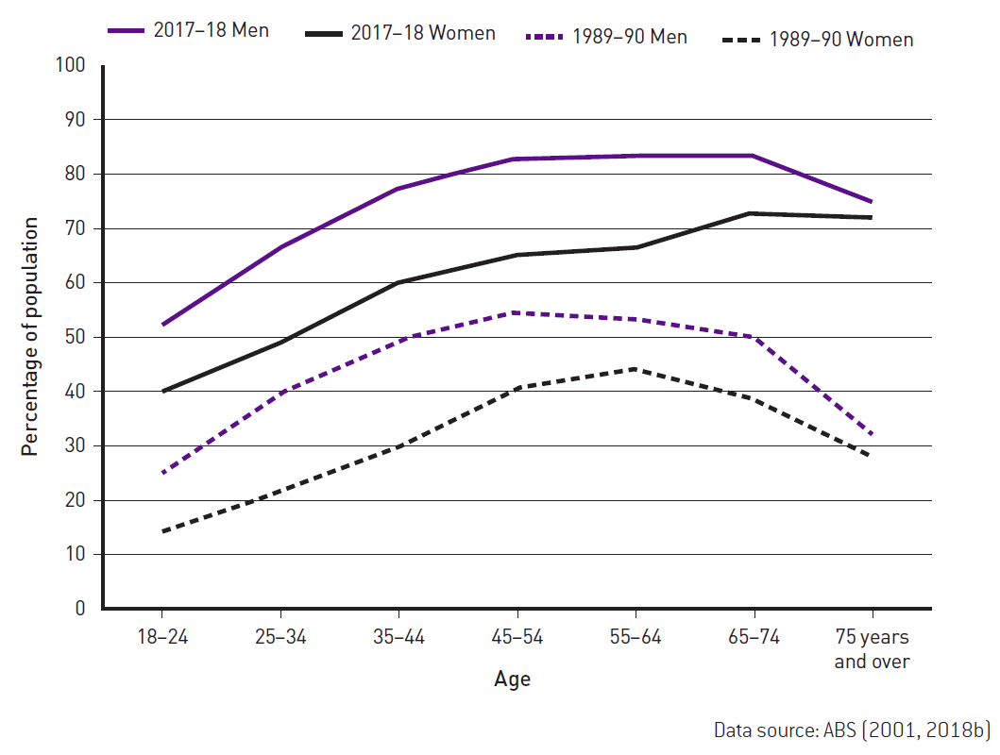 2017–18 Men 2017–18 Women 1989–90 Men 1989–90 Women
100
90
80
70
60
50
40
30
20
10
0
Percentage of population
18–24 25–34 35–44 45–54 55–64 65–74 75 years
and over
Age
Data source: ABS (2001, 2018b)